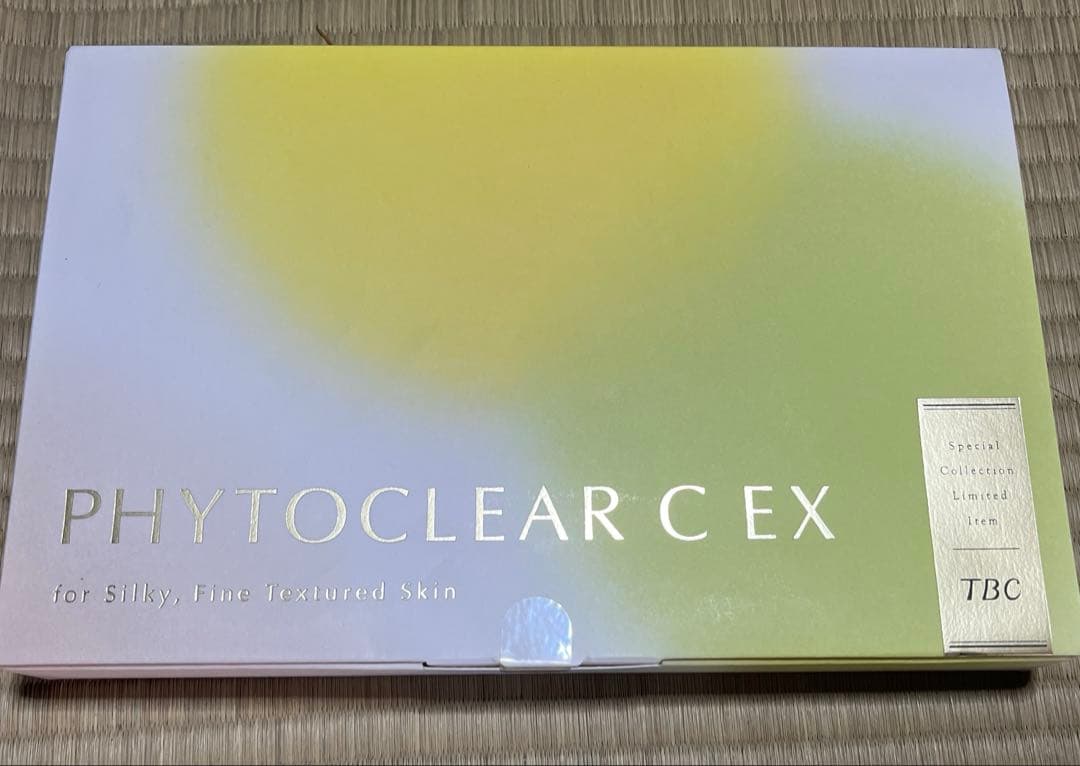 PHYTOCLEAR C EX
for Silky, Fine Textured Skin
Special
Collection
Limited
Item
TBC